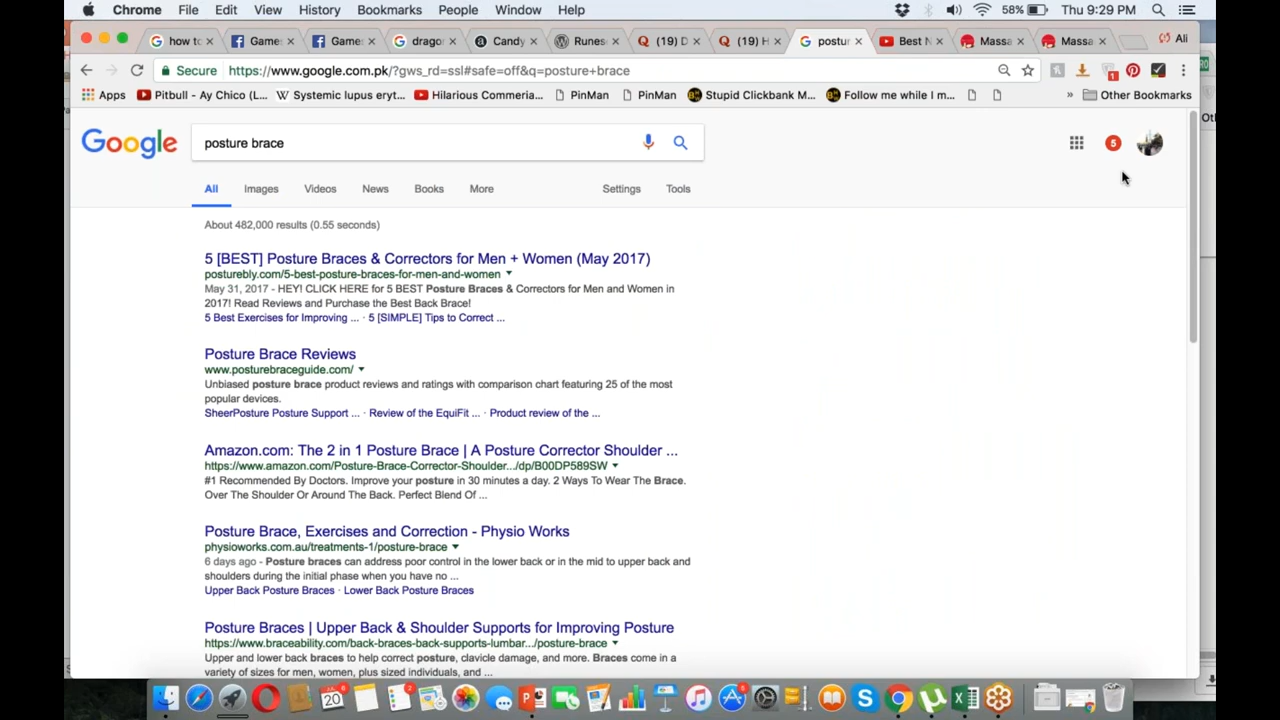 Chrome File Edit View History Bookmarks People Window Help 58% Thu 9:29 PM
how to Game Game drago Candy Runes (19) D (19) H postur Best N Massa Massa Ali
Secure https://www.google.com.pk/?gws_rd=ssl#safe=off&q=posture+brace 1
Apps Pitbull - Ay Chico (L... Systemic lupus eryt... Hilarious Commia... PinMan PinMan Stupid Clickbank M... Follow me while I m... » Other Bookmarks
Google posture brace 5
All Images Videos News Books More Settings Tools
About 482,000 results (0.55 seconds)
5 [BEST] Posture Braces & Correctors for Men + Women (May 2017)
posturebly.com/5-best-posture-braces-for-men-and-women
May 31, 2017 - HEY! CLICK HERE for 5 BEST Posture Braces & Correctors for Men and Women in
2017! Read Reviews and Purchase the Best Back Brace!
5 Best Exercises for Improving ... · 5 [SIMPLE] Tips to Correct ...
Posture Brace Reviews
www.posturebraceguide.com/
Unbiased posture brace product reviews and ratings with comparison chart featuring 25 of the most
popular devices.
SheerPosture Posture Support ... · Review of the EquiFit ... · Product review of the ...
Amazon.com: The 2 in 1 Posture Brace | A Posture Corrector Shoulder ...
https://www.amazon.com/Posture-Brace-Corrector-Shoulder.../dp/B00DP589SW
#1 Recommended By Doctors. Improve your posture in 30 minutes a day. 2 Ways To Wear The Brace.
Over The Shoulder Or Around The Back. Perfect Blend Of ...
Posture Brace, Exercises and Correction - Physio Works
physioworks.com.au/treatments-1/posture-brace
6 days ago - Posture braces can address poor control in the lower back or in the mid to upper back and
shoulders during the initial phase when you have no ...
Upper Back Posture Braces · Lower Back Posture Braces
Posture Braces | Upper Back & Shoulder Supports for Improving Posture
https://www.braceability.com/back-braces-back-supports-lumbar.../posture-brace
Upper and lower back braces to help correct posture, clavicle damage, and more. Braces come in a
variety of sizes for men, women, plus sized individuals, and ...
20